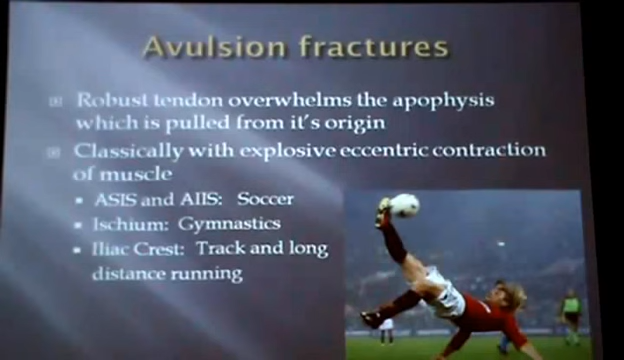 Avulsion fractures
Robust tendon overwhelms the apophysis
which is pulled from it's origin
Classically with explosive eccentric contraction
of muscle
ASIS and AIIS: Soccer
Ischium: Gymnastics
Iliac Crest: Track and long
distance running